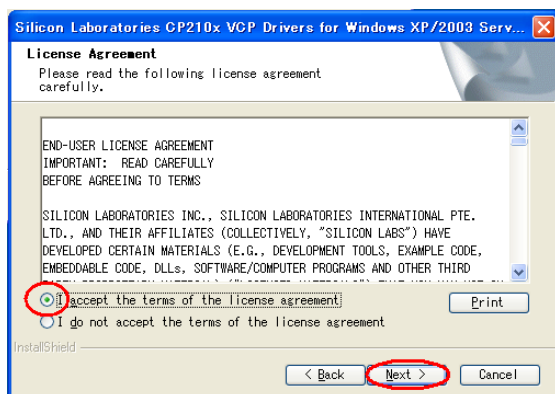 Silicon Laboratories CP210x VCP Drivers for Windows XP/2003 Serv...
License Agreement
Please read the following license agreement
carefully.
END-USER LICENSE AGREEMENT
IMPORTANT: READ CAREFULLY
BEFORE AGREEING TO TERMS
SILICON LABORATORIES INC., SILICON LABORATORIES INTERNATIONAL PTE.
LTD., AND THEIR AFFILIATES (COLLECTIVELY, "SILICON LABS") HAVE
DEVELOPED CERTAIN MATERIALS (E.G., DEVELOPMENT TOOLS, EXAMPLE CODE,
EMBEDDABLE CODE, DLLs, SOFTWARE/COMPUTER PROGRAMS AND OTHER THIRD
I accept the terms of the license agreement
Print
I do not accept the terms of the license agreement
InstallShield
< Back
Next >
Cancel